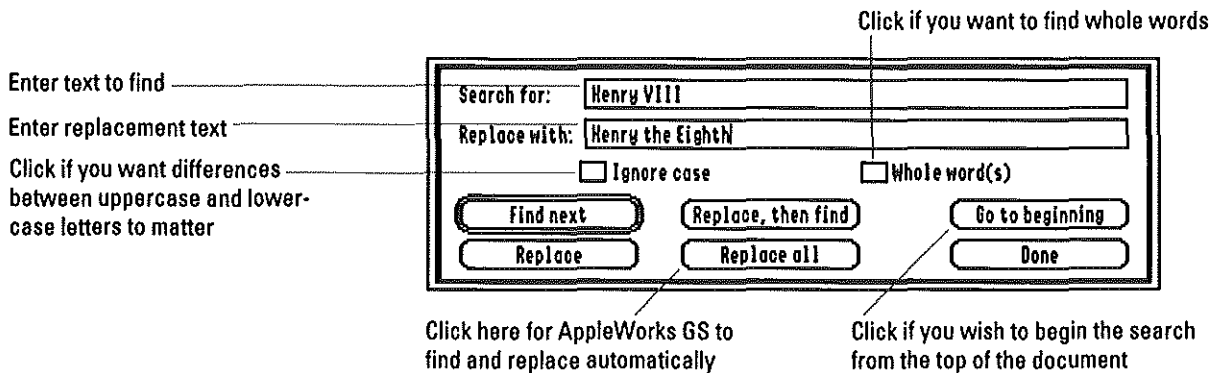 Click if you want to find whole words
Enter text to find
Search for: Henry VIII
Enter replacement text
Replace with: Henry the Eighth
Click if you want differences
between uppercase and lower-
case letters to matter
Ignore case
Whole word(s)
Find next
Replace, then find
Go to beginning
Replace
Replace all
Done
Click here for AppleWorks GS to
find and replace automatically
Click if you wish to begin the search
from the top of the document